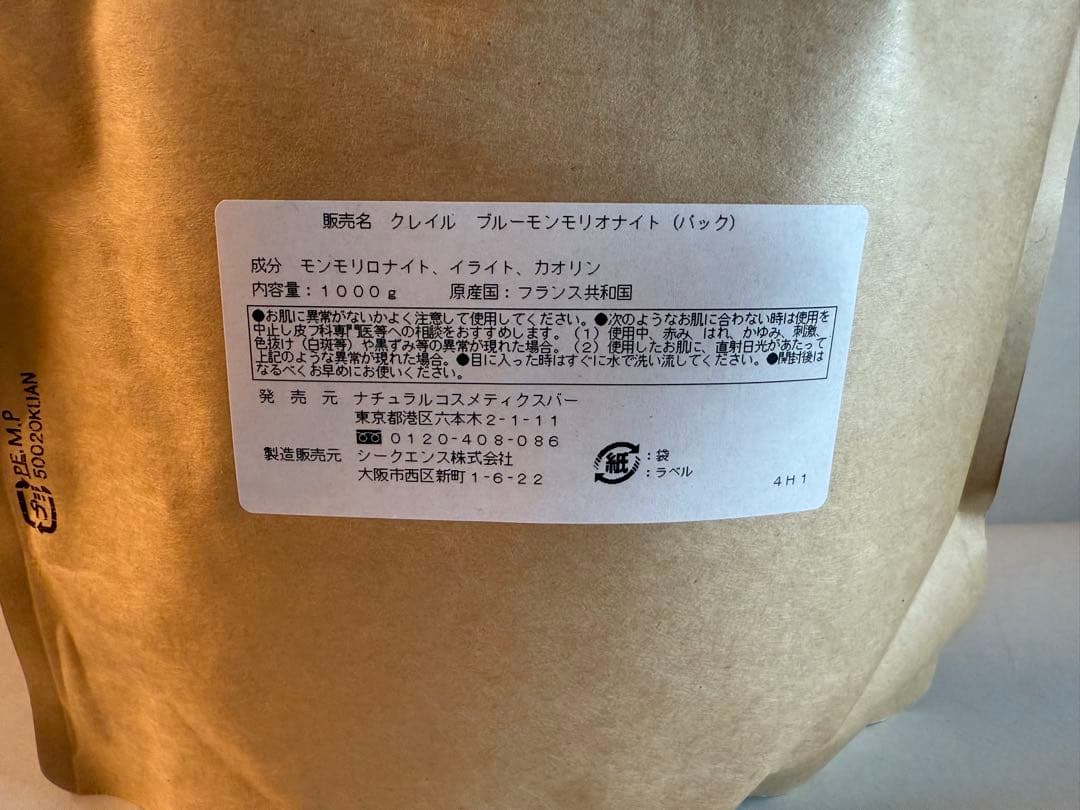 販売名　クレイル　ブルーモンモリオナイト（パック）
成分　モンモリロナイト、イライト、カオリン
内容量：１０００ｇ　　原産国：フランス共和国
●お肌に異常がないかよく注意して使用してください。●次のようなお肌に合わない時は使用を
中止し皮フ科専門医等への相談をおすすめします。（１）使用中、赤み、はれ、かゆみ、刺激、
色抜け（白斑等）や黒ずみ等の異常が現れた場合。（２）使用したお肌に、直射日光があたって
上記のような異常が現れた場合。●目に入った時はすぐに水で洗い流してください。●開封後は
なるべくお早めにお使いください。
発　売　元　ナチュラルコスメティクスバー
東京都港区六本木２-１-１１
０１２０-４０８-０８６
製造販売元　シークエンス株式会社
大阪市西区新町１-６-２２
紙：袋
：ラベル
４Ｈ１
プラ
PE. M.P
50020KUAN